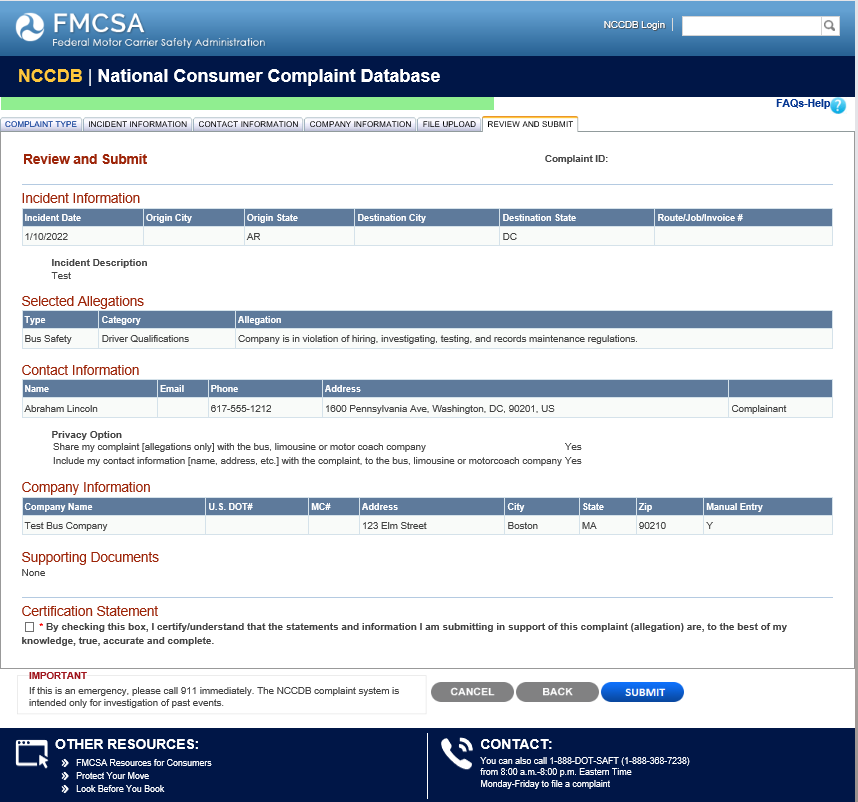 FMCSA
Federal Motor Carrier Safety Administration
NCCDB Login
NCCDB | National Consumer Complaint Database
FAQs-Help ?
COMPLAINT TYPE INCIDENT INFORMATION CONTACT INFORMATION COMPANY INFORMATION FILE UPLOAD REVIEW AND SUBMIT
Review and Submit Complaint ID:
Incident Information
Incident Date Origin City Origin State Destination City Destination State Route/Job/Invoice #
1/10/2022 AR DC
Incident Description
Test
Selected Allegations
Type Category Allegation
Bus Safety Driver Qualifications Company is in violation of hiring, investigating, testing, and records maintenance regulations.
Contact Information
Name Email Phone Address
Abraham Lincoln 617-555-1212 1600 Pennsylvania Ave, Washington, DC, 90201, US Complainant
Privacy Option
Share my complaint [allegations only] with the bus, limousine or motor coach company Yes
Include my contact information [name, address, etc.] with the complaint, to the bus, limousine or motorcoach company Yes
Company Information
Company Name U.S. DOT# MC# Address City State Zip Manual Entry
Test Bus Company 123 Elm Street Boston MA 90210 Y
Supporting Documents
None
Certification Statement
* By checking this box, I certify/understand that the statements and information I am submitting in support of this complaint (allegation) are, to the best of my
knowledge, true, accurate and complete.
IMPORTANT
If this is an emergency, please call 911 immediately. The NCCDB complaint system is
intended only for investigation of past events.
CANCEL BACK SUBMIT
OTHER RESOURCES:
FMCSA Resources for Consumers
Protect Your Move
Look Before You Book
CONTACT:
You can also call 1-888-DOT-SAFT (1-888-368-7238)
from 8:00 a.m.-8:00 p.m. Eastern Time
Monday-Friday to file a complaint